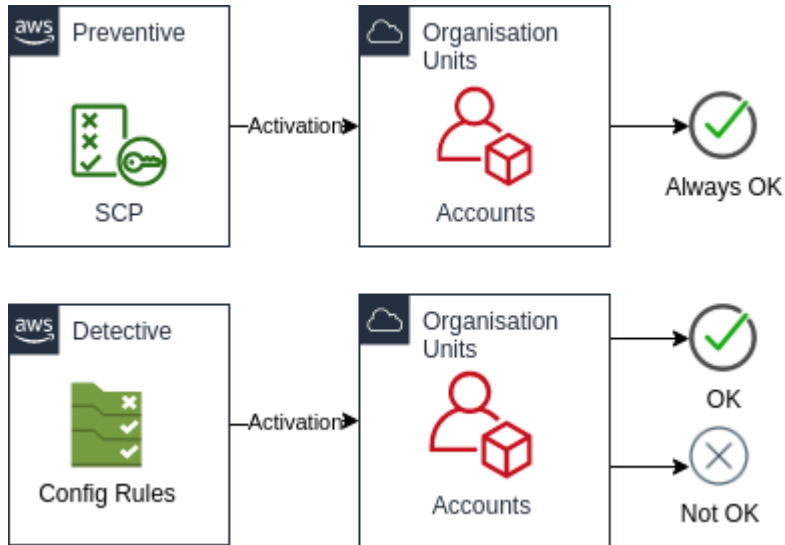 aws
Preventive
SCP
Activation
Organisation
Units
Accounts
Always OK
aws
Detective
Config Rules
Activation
Organisation
Units
Accounts
OK
Not OK